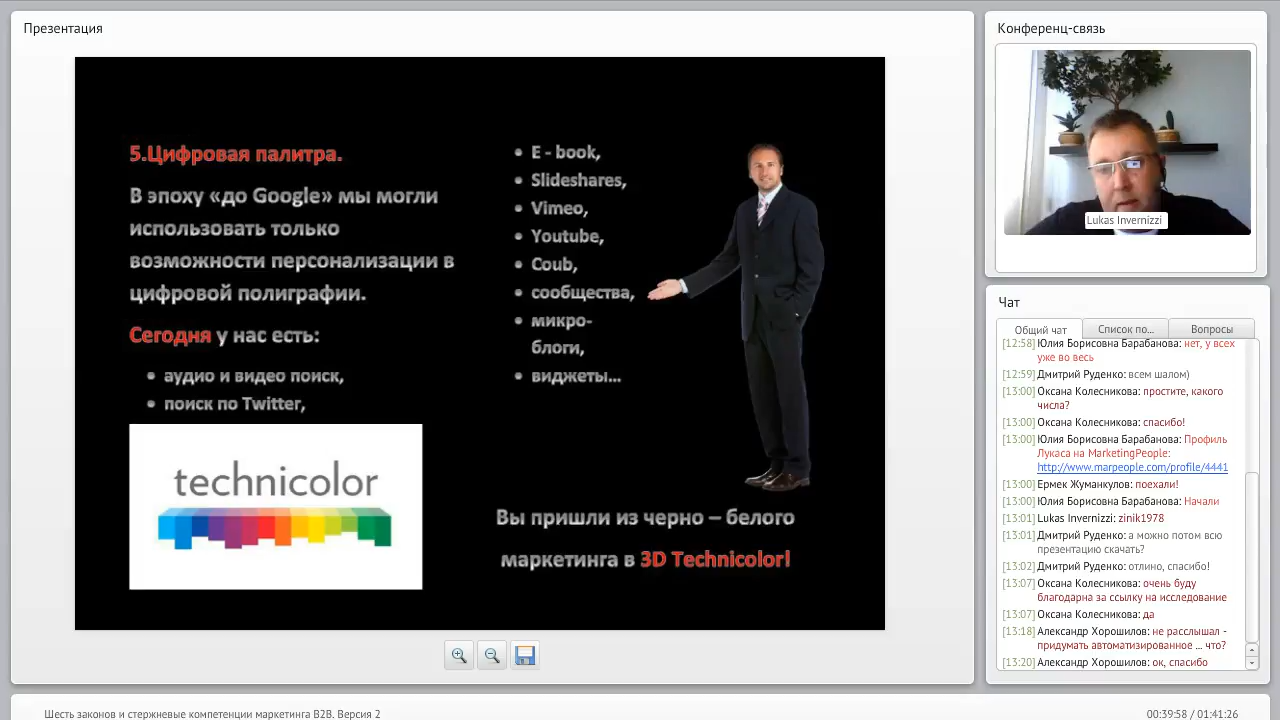 Презентация
5.Цифровая палитра.
В эпоху «до Google» мы могли
использовать только
возможности персонализации в
цифровой полиграфии.
Сегодня у нас есть:
• аудио и видео поиск,
• поиск по Twitter,
technicolor
• E - book,
• Slideshares,
• Vimeo,
• Youtube,
• Coub,
• сообщества,
• микро-
блоги,
• виджеты...
Вы пришли из черно – белого
маркетинга в 3D Technicolor!
Конференц-связь
Lukas Invernizzi
Чат
Общий чат
Список по...
Вопросы
[12:58] Юлия Борисовна Барабанова: нет, у всех
уже во весь
[12:59] Дмитрий Руденко: всем шалом)
[13:00] Оксана Колесникова: простите, какого
числа?
[13:00] Оксана Колесникова: спасибо!
[13:00] Юлия Борисовна Барабанова: Профиль
Лукаса на MarketingPeople:
http://www.marpeople.com/profile/4441
[13:00] Ермек Жуманкулов: поехали!
[13:00] Юлия Борисовна Барабанова: Начали
[13:01] Lukas Invernizzi: zinik1978
[13:01] Дмитрий Руденко: а можно потом всю
презентацию скачать?
[13:02] Дмитрий Руденко: отлино, спасибо!
[13:07] Оксана Колесникова: очень буду
благодарна за ссылку на исследование
[13:07] Оксана Колесникова: да
[13:18] Александр Хорошилов: не расслышал -
придумать автоматизированное ... что?
[13:20] Александр Хорошилов: ок, спасибо
Шесть законов и стержневые компетенции маркетинга B2B. Версия 2
00:39:58 / 01:41:26